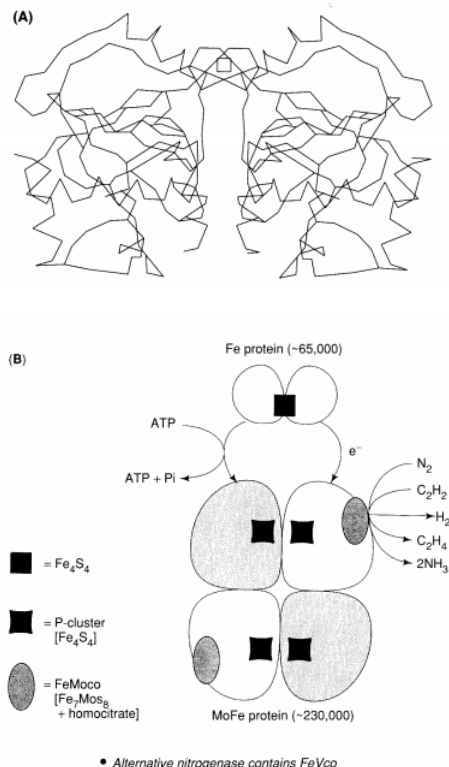 (A)
(B)
Fe protein (~65,000)
ATP
ATP + Pi
e⁻
N₂
C₂H₂
H₂
C₂H₄
2NH₃
= Fe₄S₄
= P-cluster
[Fe₄S₄]
= FeMoco
[Fe₇Mos₈
+ homocitrate]
MoFe protein (~230,000)
• Alternative nitrogenase contains FeVco